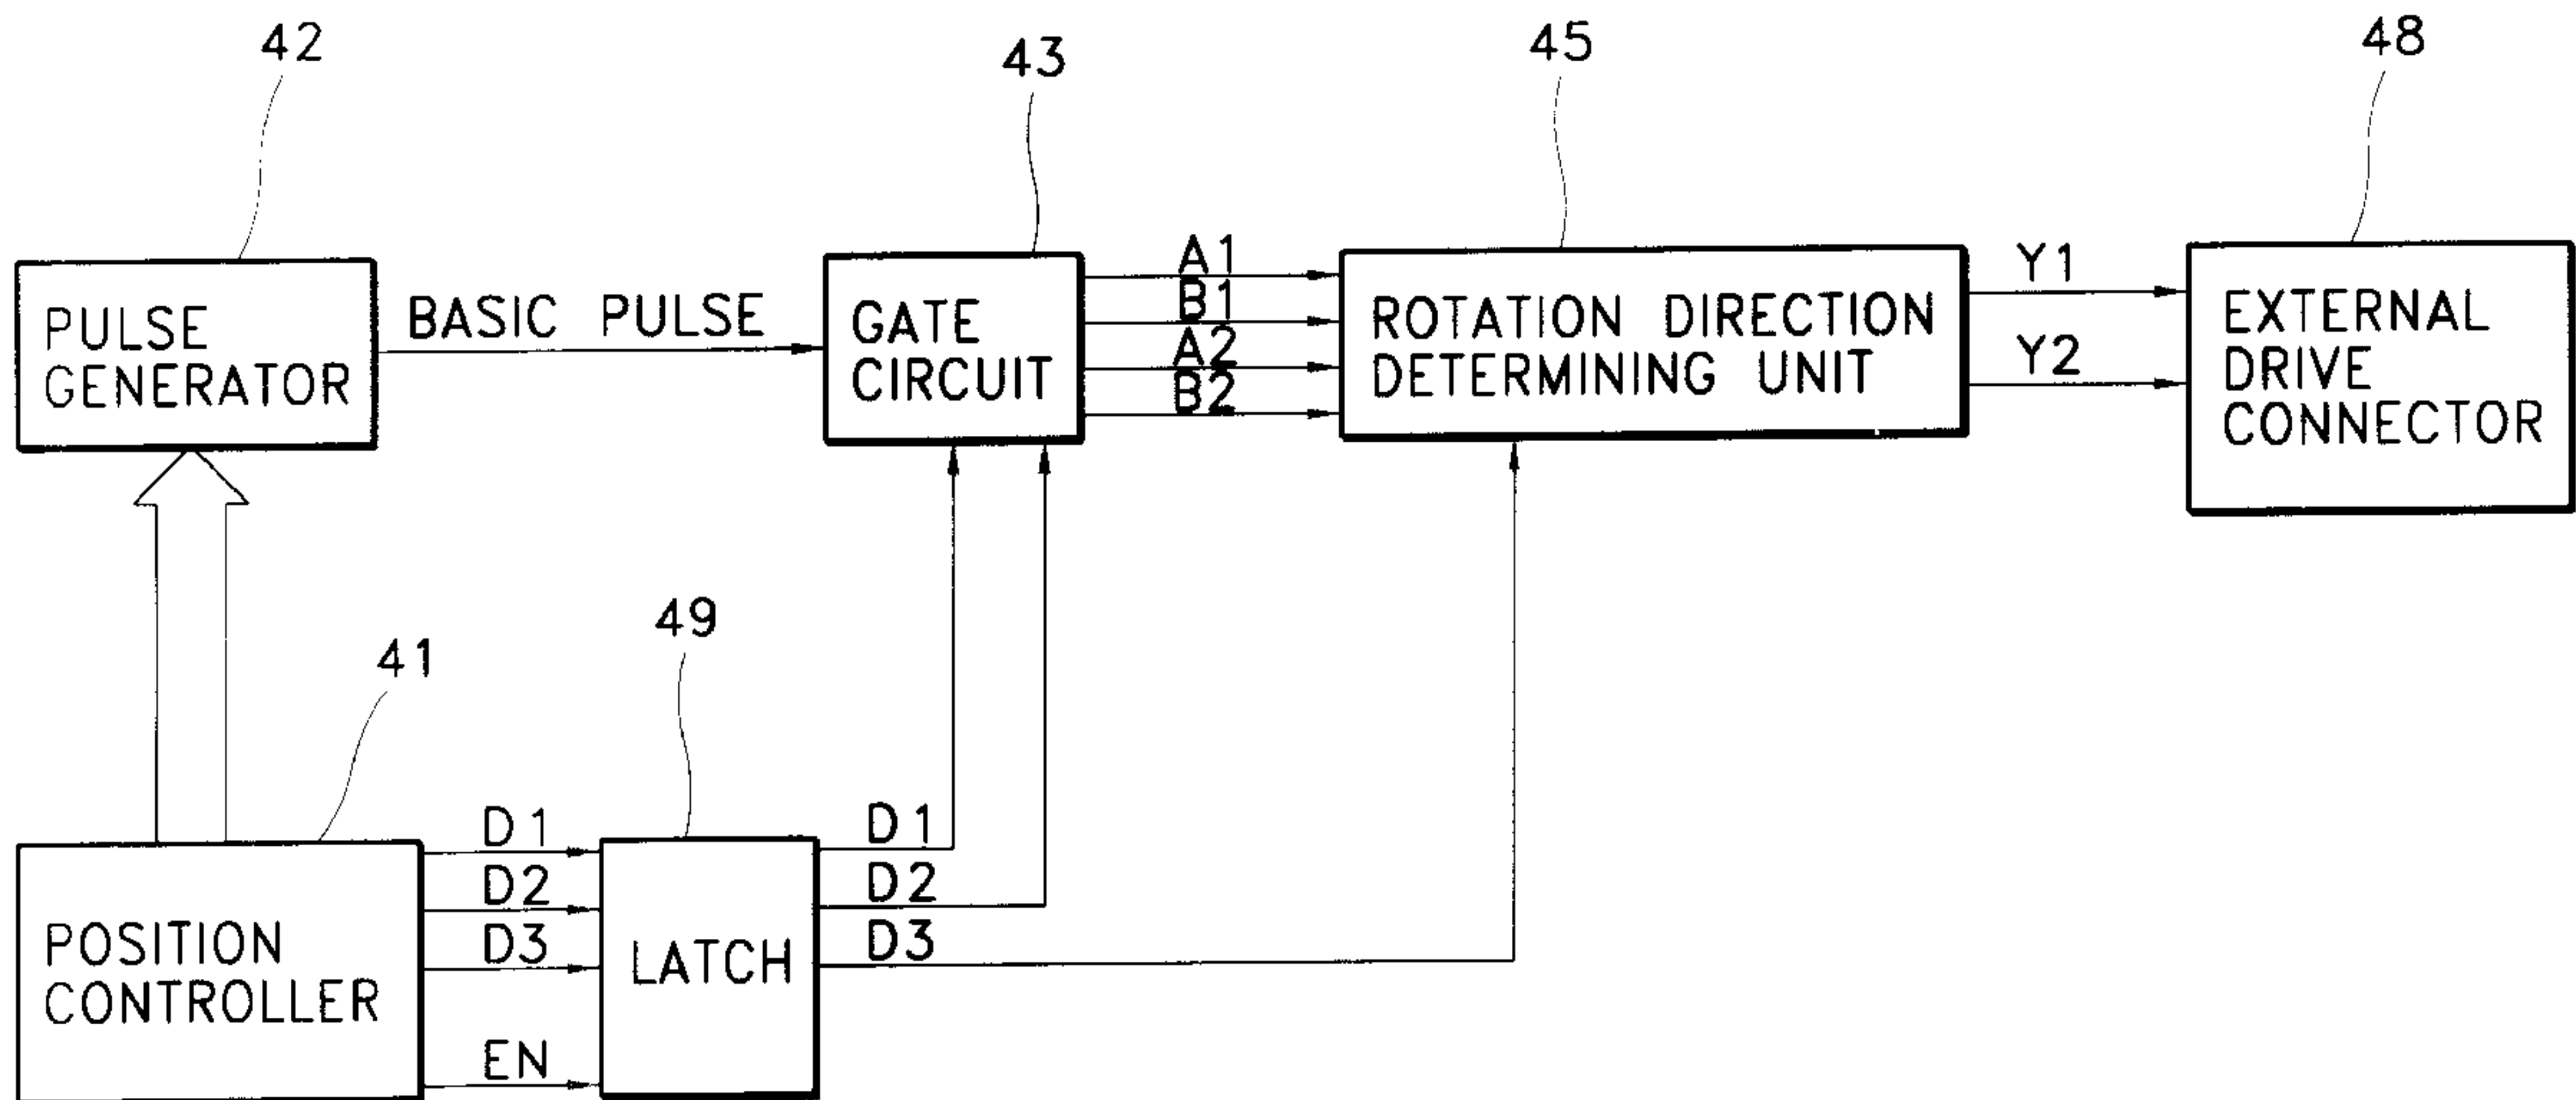 42
43
45
48
PULSE
GENERATOR
BASIC PULSE
GATE
CIRCUIT
A1
B1
A2
B2
ROTATION DIRECTION
DETERMINING UNIT
Y1
Y2
EXTERNAL
DRIVE
CONNECTOR
41
49
POSITION
CONTROLLER
D1
D2
D3
EN
LATCH
D1
D2
D3